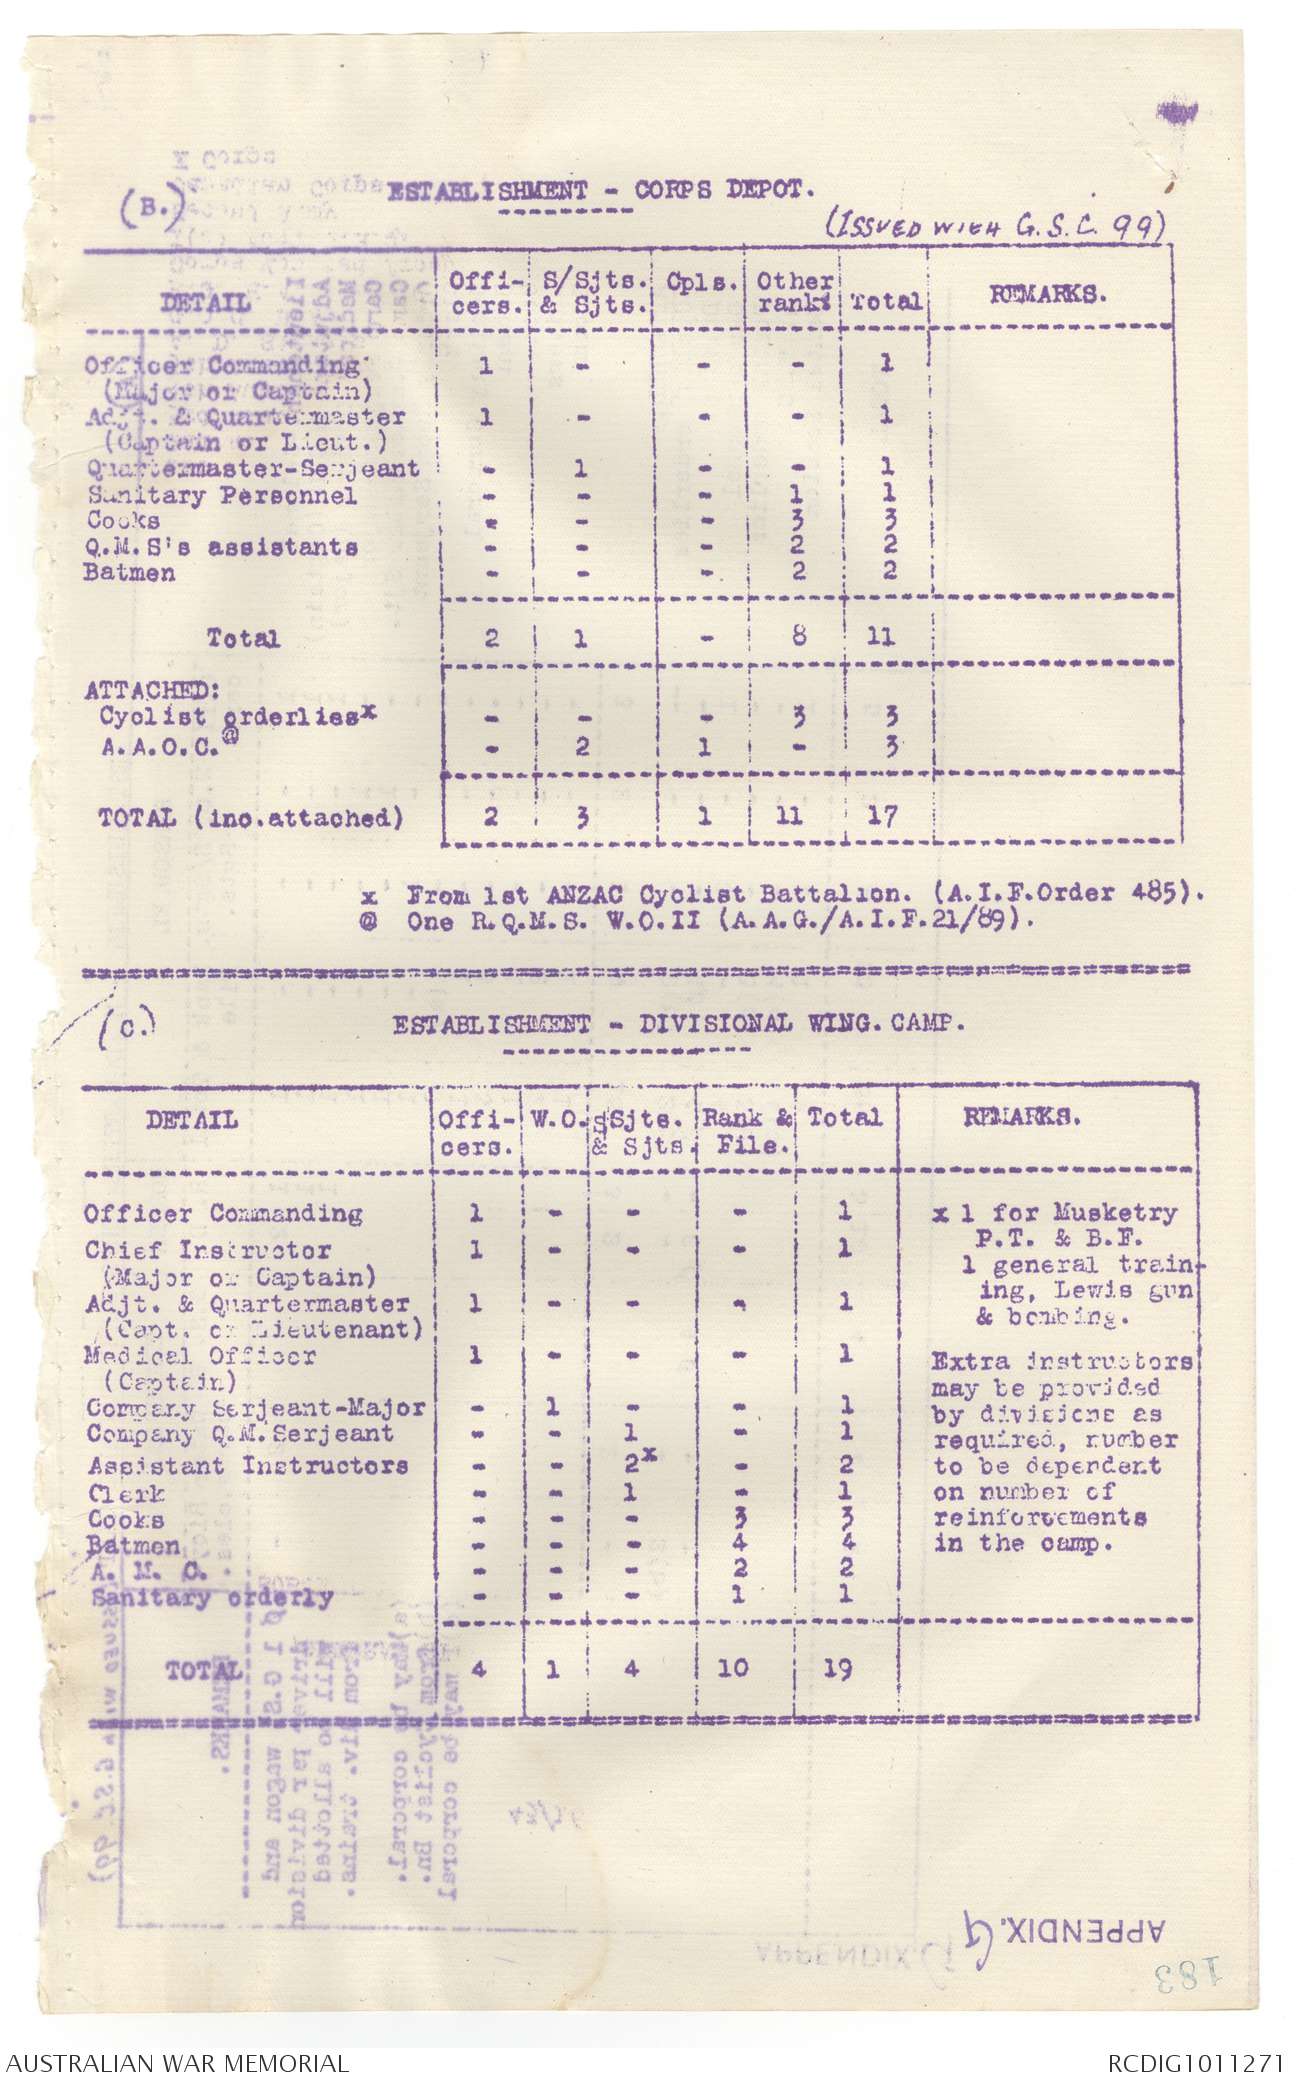 (B.) ESTABLISHMENT - CORPS DEPOT.
(ISSUED WITH G.S.C. 99)
DETAIL | Offi-cers. | S/Sjts. & Sjts. | Cpls. | Other ranks | Total | REMARKS.
Officer Commanding 1 - - - 1
(Major or Captain)
Adjt. & Quartermaster 1 - - - 1
(Captain or Lieut.)
Quartermaster-Serjeant - 1 - - 1
Sanitary Personnel - - - 1 1
Cooks - - - 3 3
Q.M.S's assistants - - - 2 2
Batmen - - - 2 2
Total 2 1 - 8 11
ATTACHED:
Cyclist orderlies x - - - 3 3
A.A.O.C. @ - 2 1 - 3
TOTAL (inc.attached) 2 3 1 11 17
x From 1st ANZAC Cyclist Battalion. (A.I.F.Order 485).
@ One R.Q.M.S. W.O.II (A.A.G./A.I.F.21/89).
(C.) ESTABLISHMENT - DIVISIONAL WING. CAMP.
DETAIL | Offi-cers. | W.O. | S/Sjts. & Sjts. | Rank & File. | Total | REMARKS.
Officer Commanding 1 - - - 1
Chief Instructor 1 - - - 1
(Major or Captain)
Adjt. & Quartermaster 1 - - - 1
(Capt. or Lieutenant)
Medical Officer 1 - - - 1
(Captain)
Company Serjeant-Major - 1 - - 1
Company Q.M.Serjeant - - 1 - 1
Assistant Instructors - - 2x - 2
Clerk - - 1 - 1
Cooks - - - 3 3
Batmen - - - 4 4
A. M. C. - - - 2 2
Sanitary orderly - - - 1 1
TOTAL 4 1 4 10 19
x 1 for Musketry
P.T. & B.F.
1 general train-
ing, Lewis gun
& bombing.
Extra instructors
may be provided
by divisions as
required, number
to be dependent
on number of
reinforcements
in the camp.
APPENDIX. G
183
AUSTRALIAN WAR MEMORIAL
RCDIG1011271